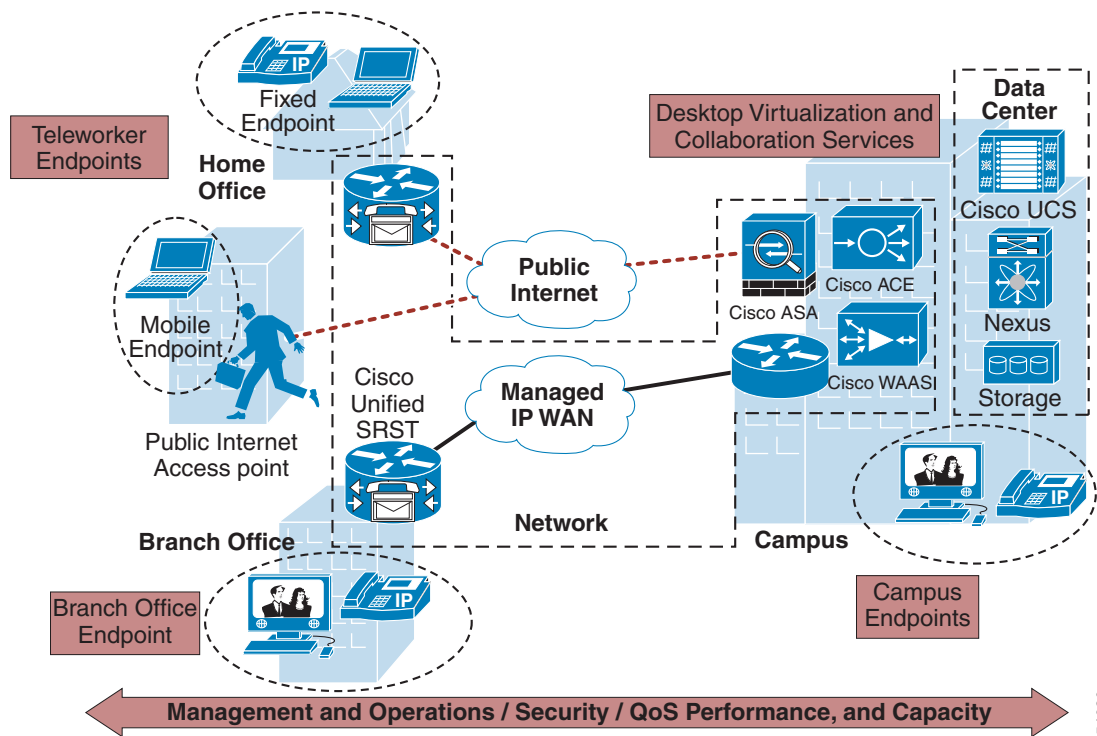 IP
Fixed
Endpoint
Teleworker
Endpoints
Home
Office
Desktop Virtualization and
Collaboration Services
Data
Center
Cisco UCS
Public
Internet
Cisco ASA
Cisco ACE
Nexus
Mobile
Endpoint
Cisco
Unified
SRST
Managed
IP WAN
Cisco WAAS
Storage
Public Internet
Access point
IP
Branch Office
Network
Campus
Branch Office
Endpoint
IP
Campus
Endpoints
Management and Operations / Security / QoS Performance, and Capacity